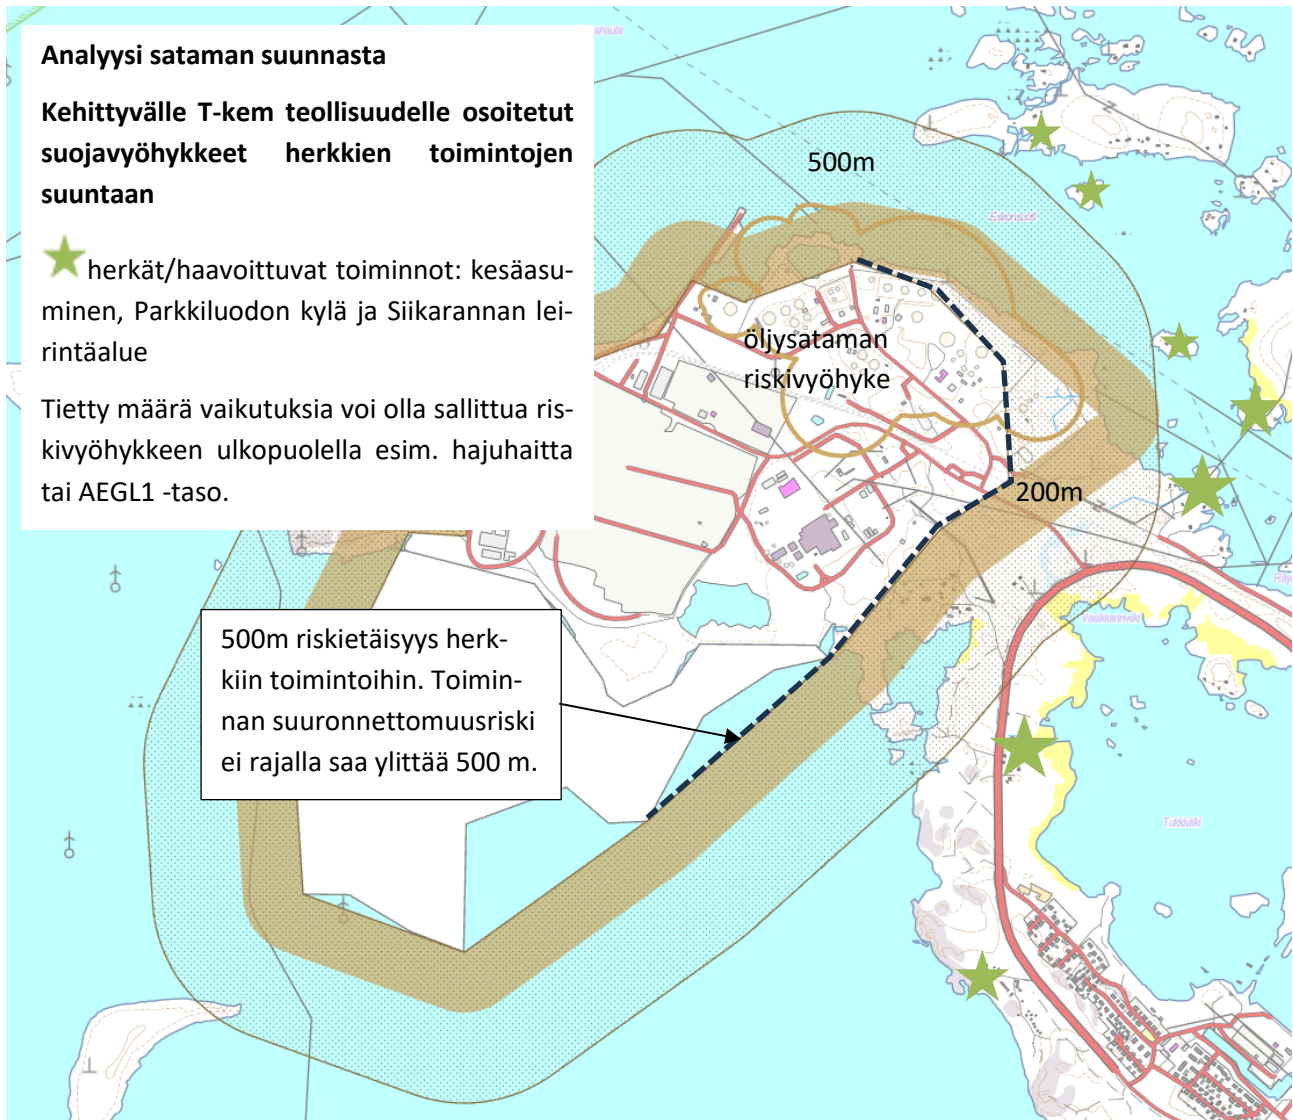 Analyysi sataman suunnasta
Kehittyvälle T-kem teollisuudelle osoitetut
suojavyöhykkeet herkkien toimintojen
suuntaan
herkät/haavoittuvat toiminnot: kesäasu-
minen, Parkkiluodon kylä ja Siikarannan lei-
rintäalue
Tietty määrä vaikutuksia voi olla sallittua ris-
kivyöhykkeen ulkopuolella esim. hajuhaitta
tai AEGL1 -taso.
500m
öljysataman
riskivyöhyke
200m
500m riskietäisyys herk-
kiin toimintoihin. Toimin-
nan suuronnettomuusriski
ei rajalla saa ylittää 500 m.
Vasikkanviiki
Tukkiviiki